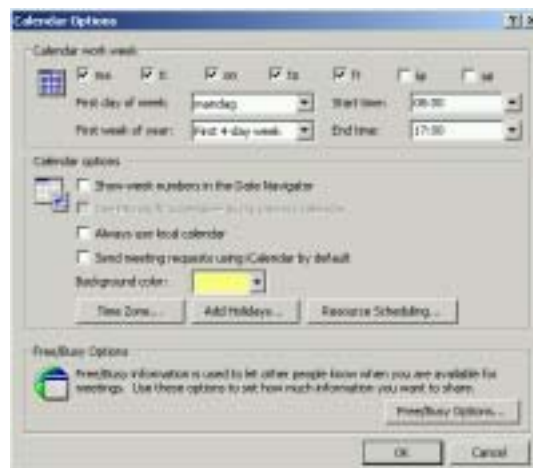 Calendar Options
Calendar work week
ma ti on to fr lø sø
First day of week: mandag Start time: 08:00
First week of year: First 4-day week End time: 17:00
Calendar options
Show week numbers in the Date Navigator
Always use local calendar
Send meeting requests using iCalendar by default
Background color:
Time Zone... Add Holidays... Resource Scheduling...
Free/Busy Options
Free/Busy information is used to let other people know when you are available for
meetings. Use these options to set how much information you want to share.
Free/Busy Options...
OK Cancel